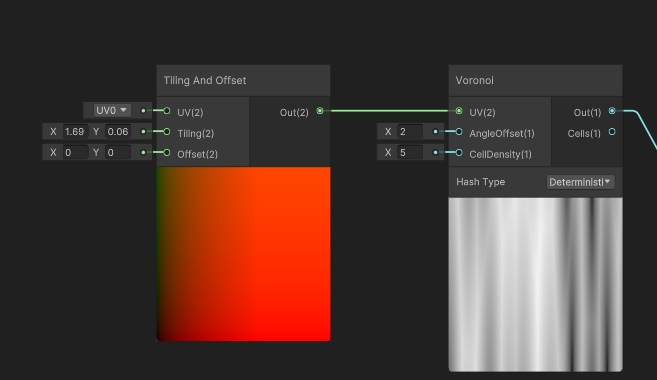 Tiling And Offset
UV0 UV(2) Out(2)
X 1.69 Y 0.06 Tiling(2)
X 0 Y 0 Offset(2)
Voronoi
UV(2) Out(1)
X 2 AngleOffset(1) Cells(1)
X 5 CellDensity(1)
Hash Type Deterministi